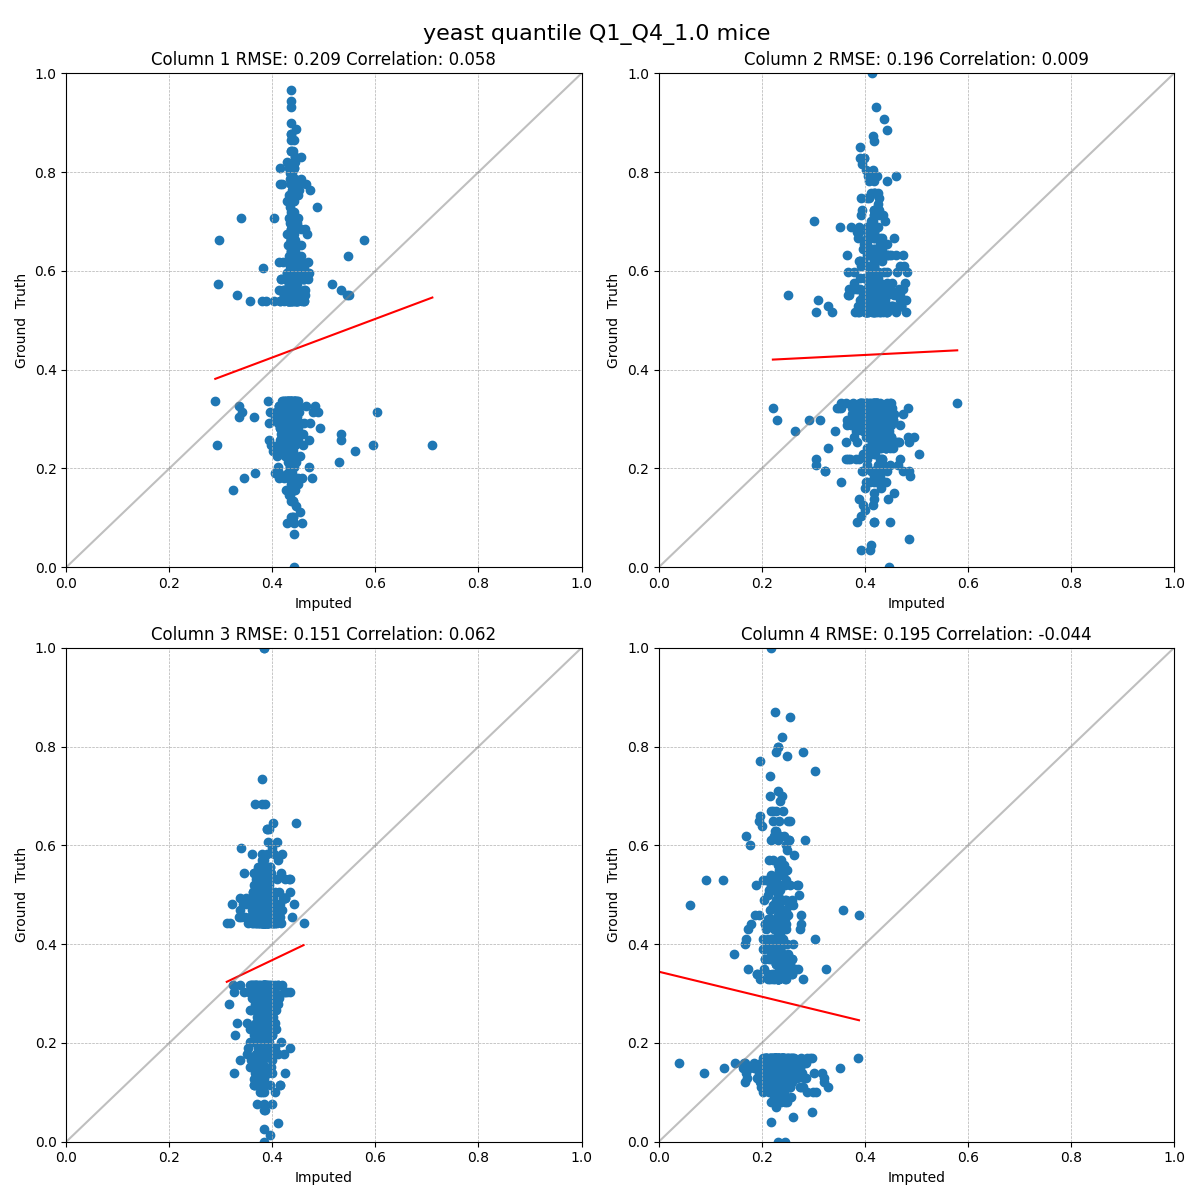 yeast quantile Q1_Q4_1.0 mice
Column 1 RMSE: 0.209 Correlation: 0.058
Column 2 RMSE: 0.196 Correlation: 0.009
1.0
0.8
0.6
0.4
0.2
0.0
Ground Truth
0.0 0.2 0.4 0.6 0.8 1.0
Imputed
1.0
0.8
0.6
0.4
0.2
0.0
Ground Truth
0.0 0.2 0.4 0.6 0.8 1.0
Imputed
Column 3 RMSE: 0.151 Correlation: 0.062
Column 4 RMSE: 0.195 Correlation: -0.044
1.0
0.8
0.6
0.4
0.2
0.0
Ground Truth
0.0 0.2 0.4 0.6 0.8 1.0
Imputed
1.0
0.8
0.6
0.4
0.2
0.0
Ground Truth
0.0 0.2 0.4 0.6 0.8 1.0
Imputed